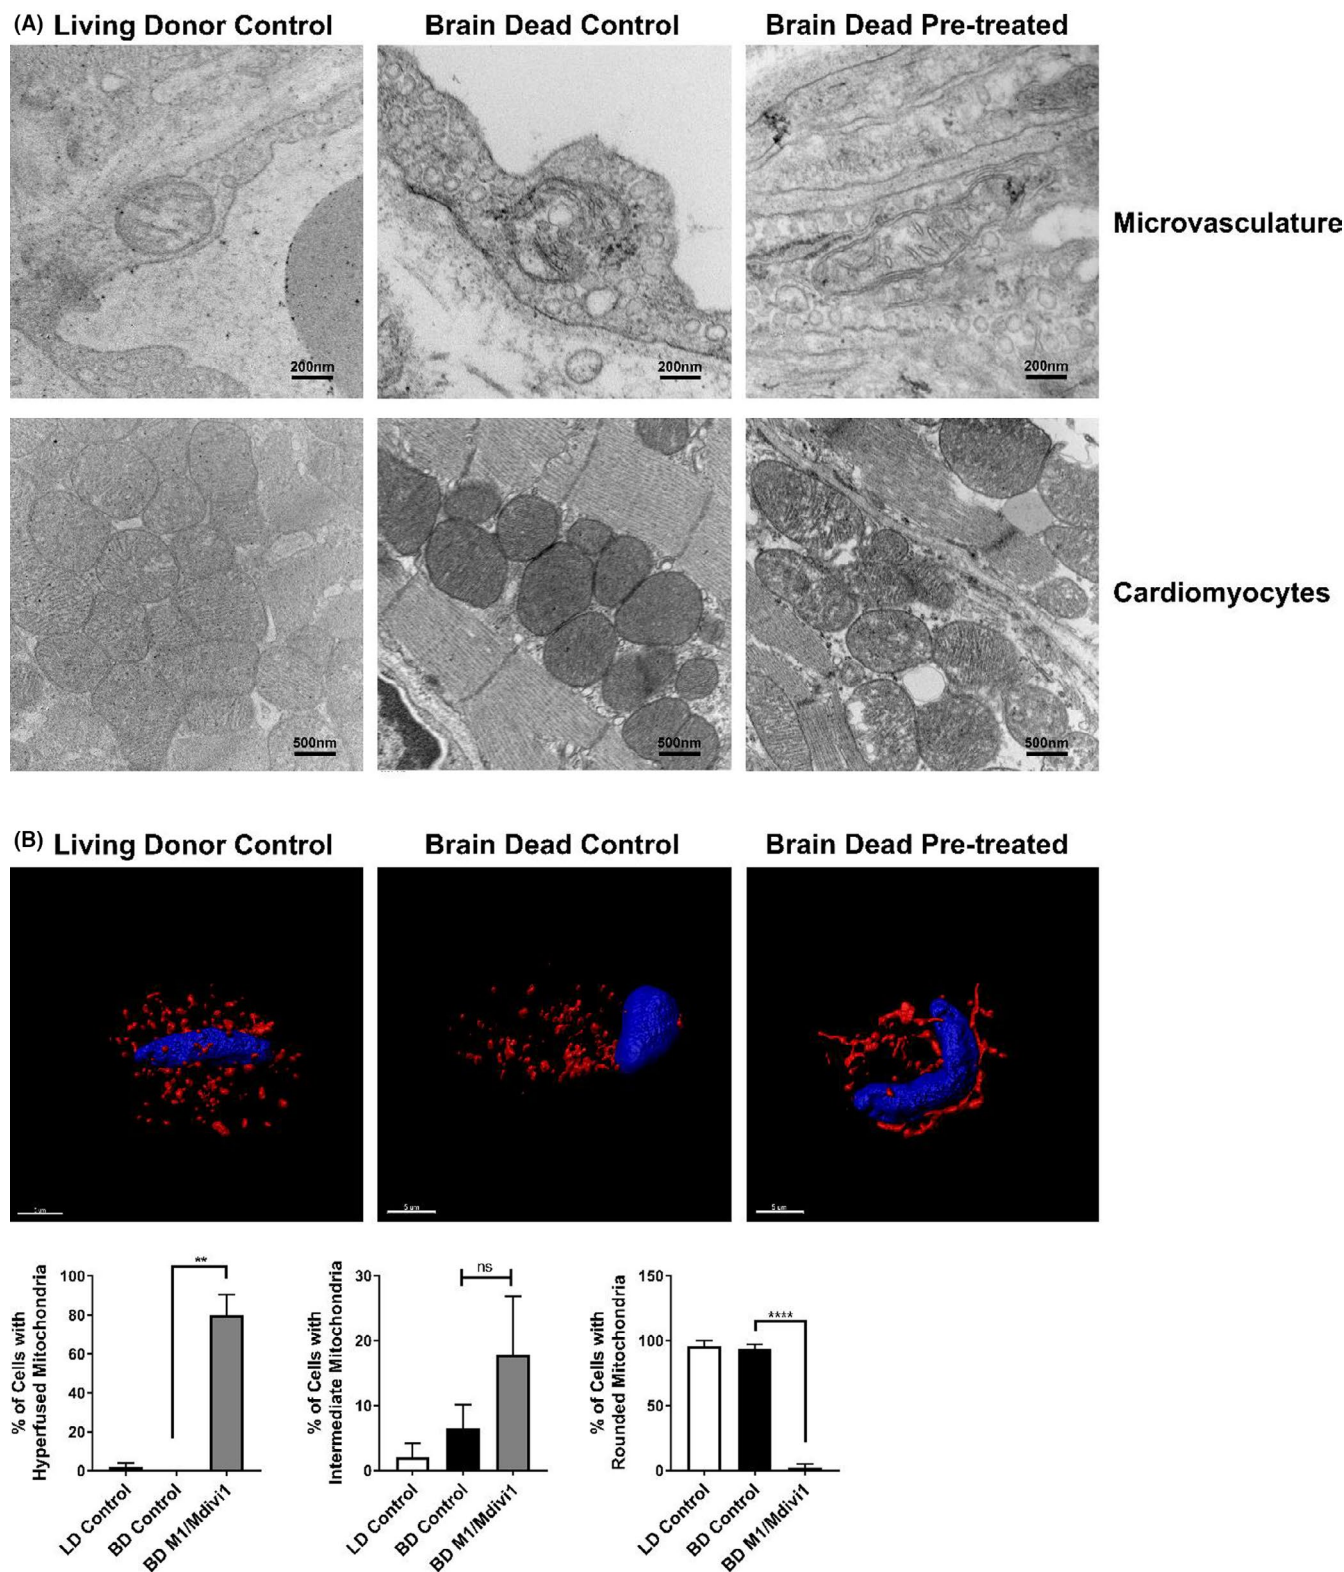 (A) Living Donor Control
Brain Dead Control
Brain Dead Pre-treated
200nm
200nm
200nm
Microvasculature
500nm
500nm
500nm
Cardiomyocytes
(B) Living Donor Control
Brain Dead Control
Brain Dead Pre-treated
5 µm
5 µm
% of Cells with
Hyperfused Mitochondria
100
80
60
40
20
0
**
LD Control
BD Control
BD M1/Mdivi1
% of Cells with
Intermediate Mitochondria
30
20
10
0
ns
LD Control
BD Control
BD M1/Mdivi1
% of Cells with
Rounded Mitochondria
150
100
50
0
****
LD Control
BD Control
BD M1/Mdivi1